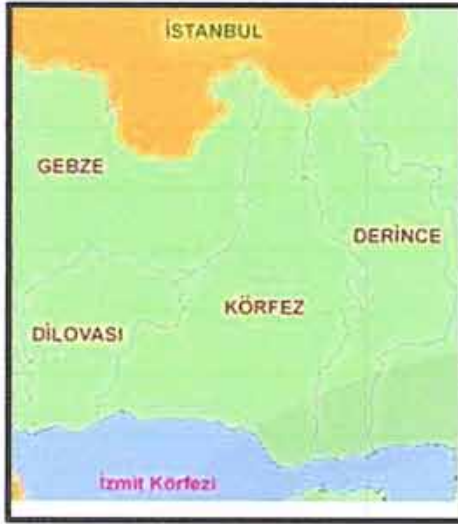 İSTANBUL
GEBZE
DERİNCE
KÖRFEZ
DİLOVASI
İzmit Körfezi